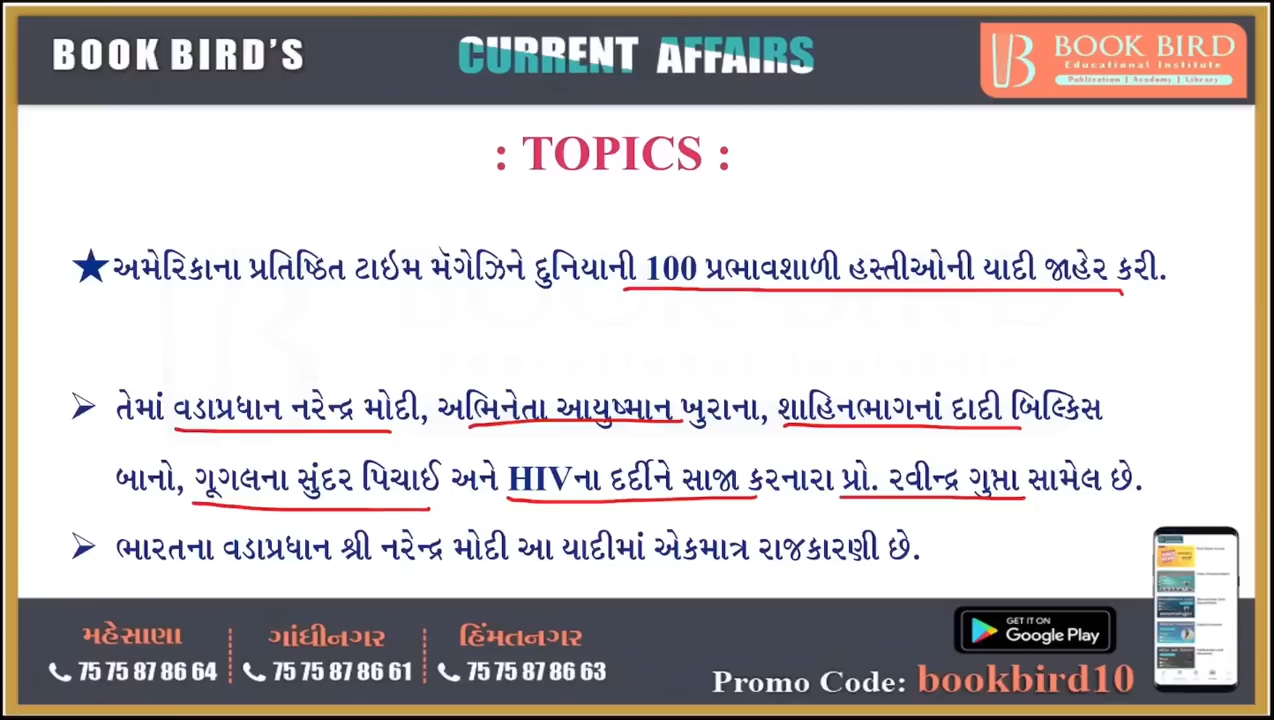 BOOK BIRD'S
CURRENT AFFAIRS
BOOK BIRD
Educational Institute
Publication | Academy | Library
: TOPICS :
★અમેરિકાના પ્રતિષ્ઠિત ટાઇમ મૅગેઝિને દુનિયાની 100 પ્રભાવશાળી હસ્તીઓની યાદી જાહેર કરી.
➢ તેમાં વડાપ્રધાન નરેન્દ્ર મોદી, અભિનેતા આયુષ્માન ખુરાના, શાહિનભાગનાં દાદી બિલ્કિસ
બાનો, ગૂગલના સુંદર પિચાઈ અને HIVના દર્દીને સાજા કરનારા પ્રો. રવીન્દ્ર ગુપ્તા સામેલ છે.
➢ ભારતના વડાપ્રધાન શ્રી નરેન્દ્ર મોદી આ યાદીમાં એકમાત્ર રાજકારણી છે.
મહેસાણા
75 75 87 86 64
ગાંધીનગર
75 75 87 86 61
હિંમતનગર
75 75 87 86 63
GET IT ON
Google Play
Promo Code: bookbird10